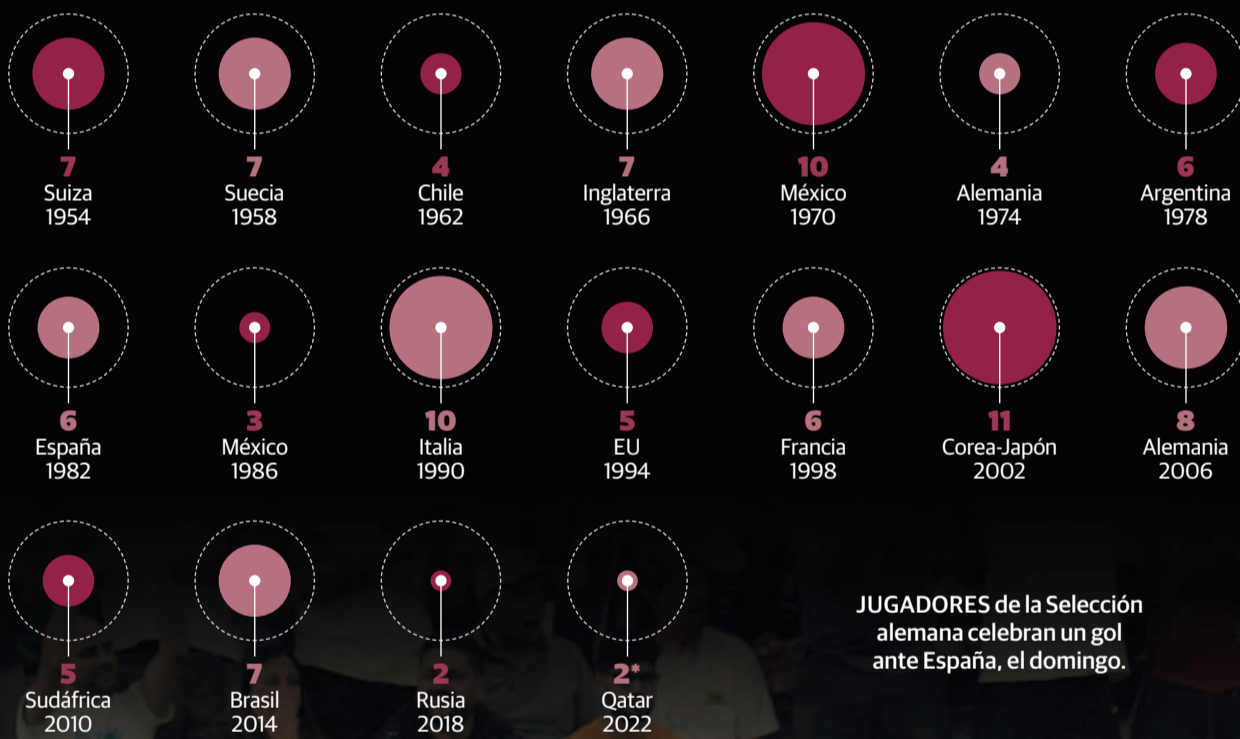 7
Suiza
1954
7
Suecia
1958
4
Chile
1962
7
Inglaterra
1966
10
México
1970
4
Alemania
1974
6
Argentina
1978
6
España
1982
3
México
1986
10
Italia
1990
5
EU
1994
6
Francia
1998
11
Corea-Japón
2002
8
Alemania
2006
5
Sudáfrica
2010
7
Brasil
2014
2
Rusia
2018
2*
Qatar
2022
JUGADORES de la Selección
alemana celebran un gol
ante España, el domingo.